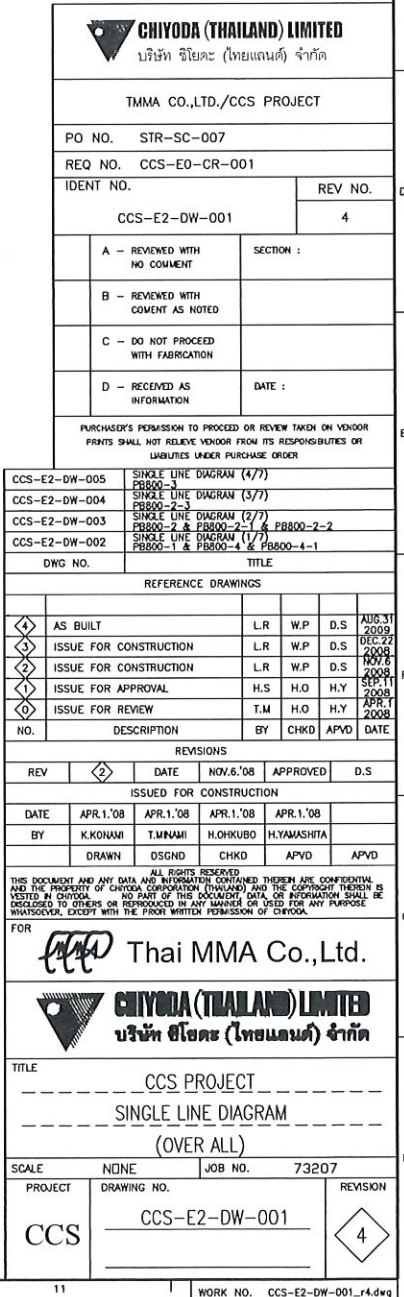 CHIYODA (THAILAND) LIMITED
บริษัท ชิโยดะ (ไทยแลนด์) จำกัด
TMMA CO.,LTD./CCS PROJECT
PO NO. STR-SC-007
REQ NO. CCS-E0-CR-001
IDENT NO. REV NO.
CCS-E2-DW-001 4
A - REVIEWED WITH NO COMMENT SECTION :
B - REVIEWED WITH COMENT AS NOTED
C - DO NOT PROCEED WITH FABRICATION
D - RECEIVED AS INFORMATION DATE :
PURCHASER'S PERMISSION TO PROCEED OR REVIEW TAKEN ON VENDOR
PRINTS SHALL NOT RELIEVE VENDOR FROM ITS RESPONSIBILITIES OR
LIABILITIES UNDER PURCHASE ORDER
CCS-E2-DW-005 SINGLE LINE DIAGRAM (4/7) PB800-3
CCS-E2-DW-004 SINGLE LINE DIAGRAM (3/7) PB800-2-3
CCS-E2-DW-003 SINGLE LINE DIAGRAM (2/7) PB800-2 & PB800-2-1 & PB800-2-2
CCS-E2-DW-002 SINGLE LINE DIAGRAM (1/7) PB800-1 & PB800-4 & PB800-4-1
DWG NO. TITLE
REFERENCE DRAWINGS
4 AS BUILT L.R W.P D.S AUG.31 2009
3 ISSUE FOR CONSTRUCTION L.R W.P D.S DEC.22 2008
2 ISSUE FOR CONSTRUCTION L.R W.P D.S NOV.6 2008
1 ISSUE FOR APPROVAL H.S H.O H.Y SEP.11 2008
0 ISSUE FOR REVIEW T.M H.O H.Y APR.1 2008
NO. DESCRIPTION BY CHKD APVD DATE
REVISIONS
REV 2 DATE NOV.6.'08 APPROVED D.S
ISSUED FOR CONSTRUCTION
DATE APR.1.'08 APR.1.'08 APR.1.'08 APR.1.'08
BY K.KONAMI T.MINAMI H.OHKUBO H.YAMASHITA
DRAWN DSGND CHKD APVD APVD
ALL RIGHTS RESERVED
THIS DOCUMENT AND ANY DATA AND INFORMATION CONTAINED THEREIN ARE CONFIDENTIAL
AND THE PROPERTY OF CHIYODA CORPORATION (THAILAND) AND THE COPYRIGHT THEREIN IS
VESTED IN CHIYODA. NO PART OF THIS DOCUMENT, DATA, OR INFORMATION SHALL BE
DISCLOSED TO OTHERS OR REPRODUCED IN ANY MANNER OR USED FOR ANY PURPOSE
WHATSOEVER, EXCEPT WITH THE PRIOR WRITTEN PERMISSION OF CHIYODA.
FOR
Thai MMA Co.,Ltd.
CHIYODA (THAILAND) LIMITED
บริษัท ชิโยดะ (ไทยแลนด์) จำกัด
TITLE
CCS PROJECT
SINGLE LINE DIAGRAM
(OVER ALL)
SCALE NONE JOB NO. 73207
PROJECT DRAWING NO. REVISION
CCS CCS-E2-DW-001 4
11 WORK NO. CCS-E2-DW-001_r4.dwg